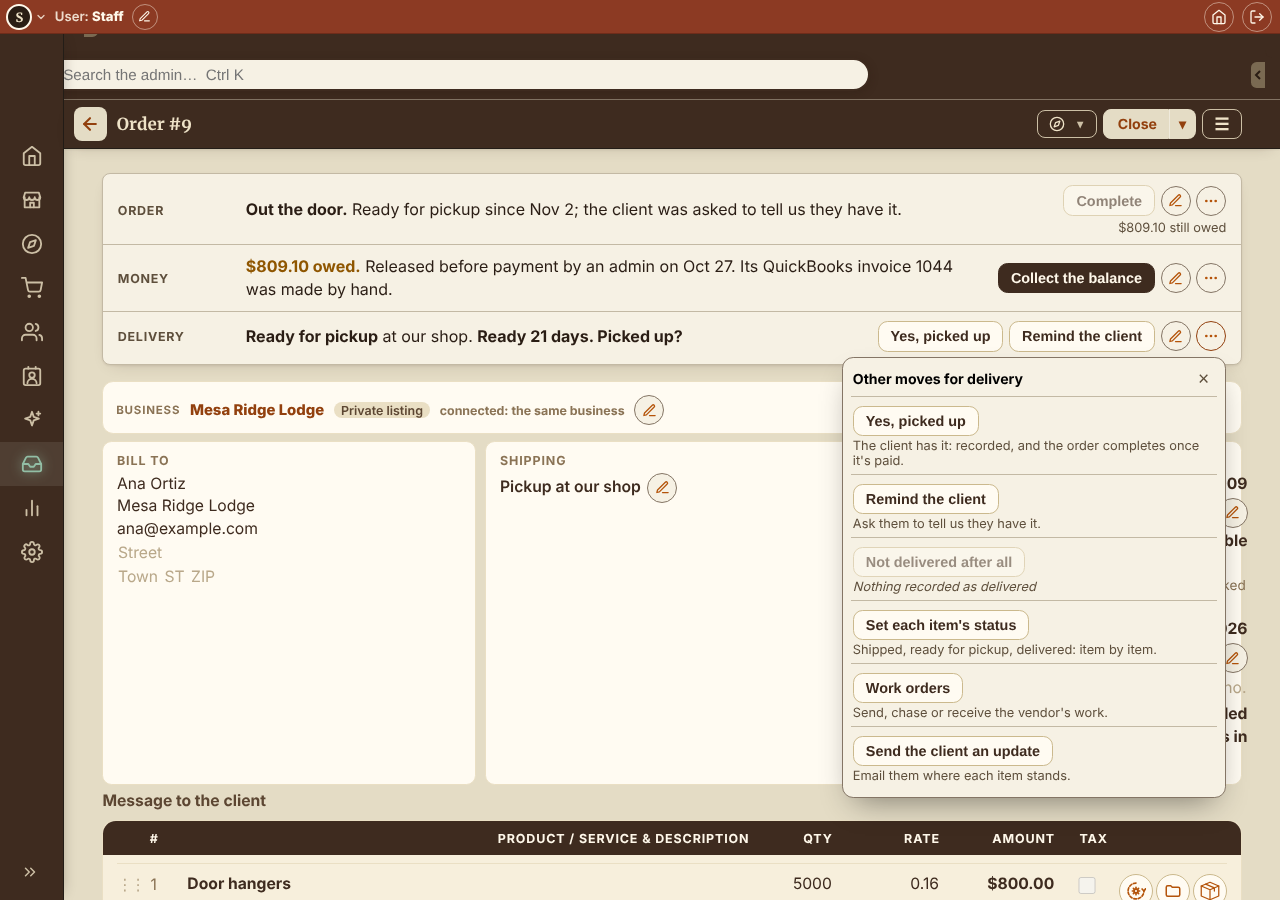 S User: Staff
Search the admin… Ctrl K
Order #9
Close
ORDER
Out the door. Ready for pickup since Nov 2; the client was asked to tell us they have it.
Complete
$809.10 still owed
MONEY
$809.10 owed. Released before payment by an admin on Oct 27. Its QuickBooks invoice 1044
was made by hand.
Collect the balance
DELIVERY
Ready for pickup at our shop. Ready 21 days. Picked up?
Yes, picked up
Remind the client
Other moves for delivery
Yes, picked up
The client has it: recorded, and the order completes once
it's paid.
Remind the client
Ask them to tell us they have it.
Not delivered after all
Nothing recorded as delivered
Set each item's status
Shipped, ready for pickup, delivered: item by item.
Work orders
Send, chase or receive the vendor's work.
Send the client an update
Email them where each item stands.
BUSINESS Mesa Ridge Lodge Private listing connected: the same business
BILL TO
Ana Ortiz
Mesa Ridge Lodge
ana@example.com
Street
Town ST ZIP
SHIPPING
Pickup at our shop
no.
s in
Message to the client
# PRODUCT / SERVICE & DESCRIPTION QTY RATE AMOUNT TAX
1 Door hangers 5000 0.16 $800.00